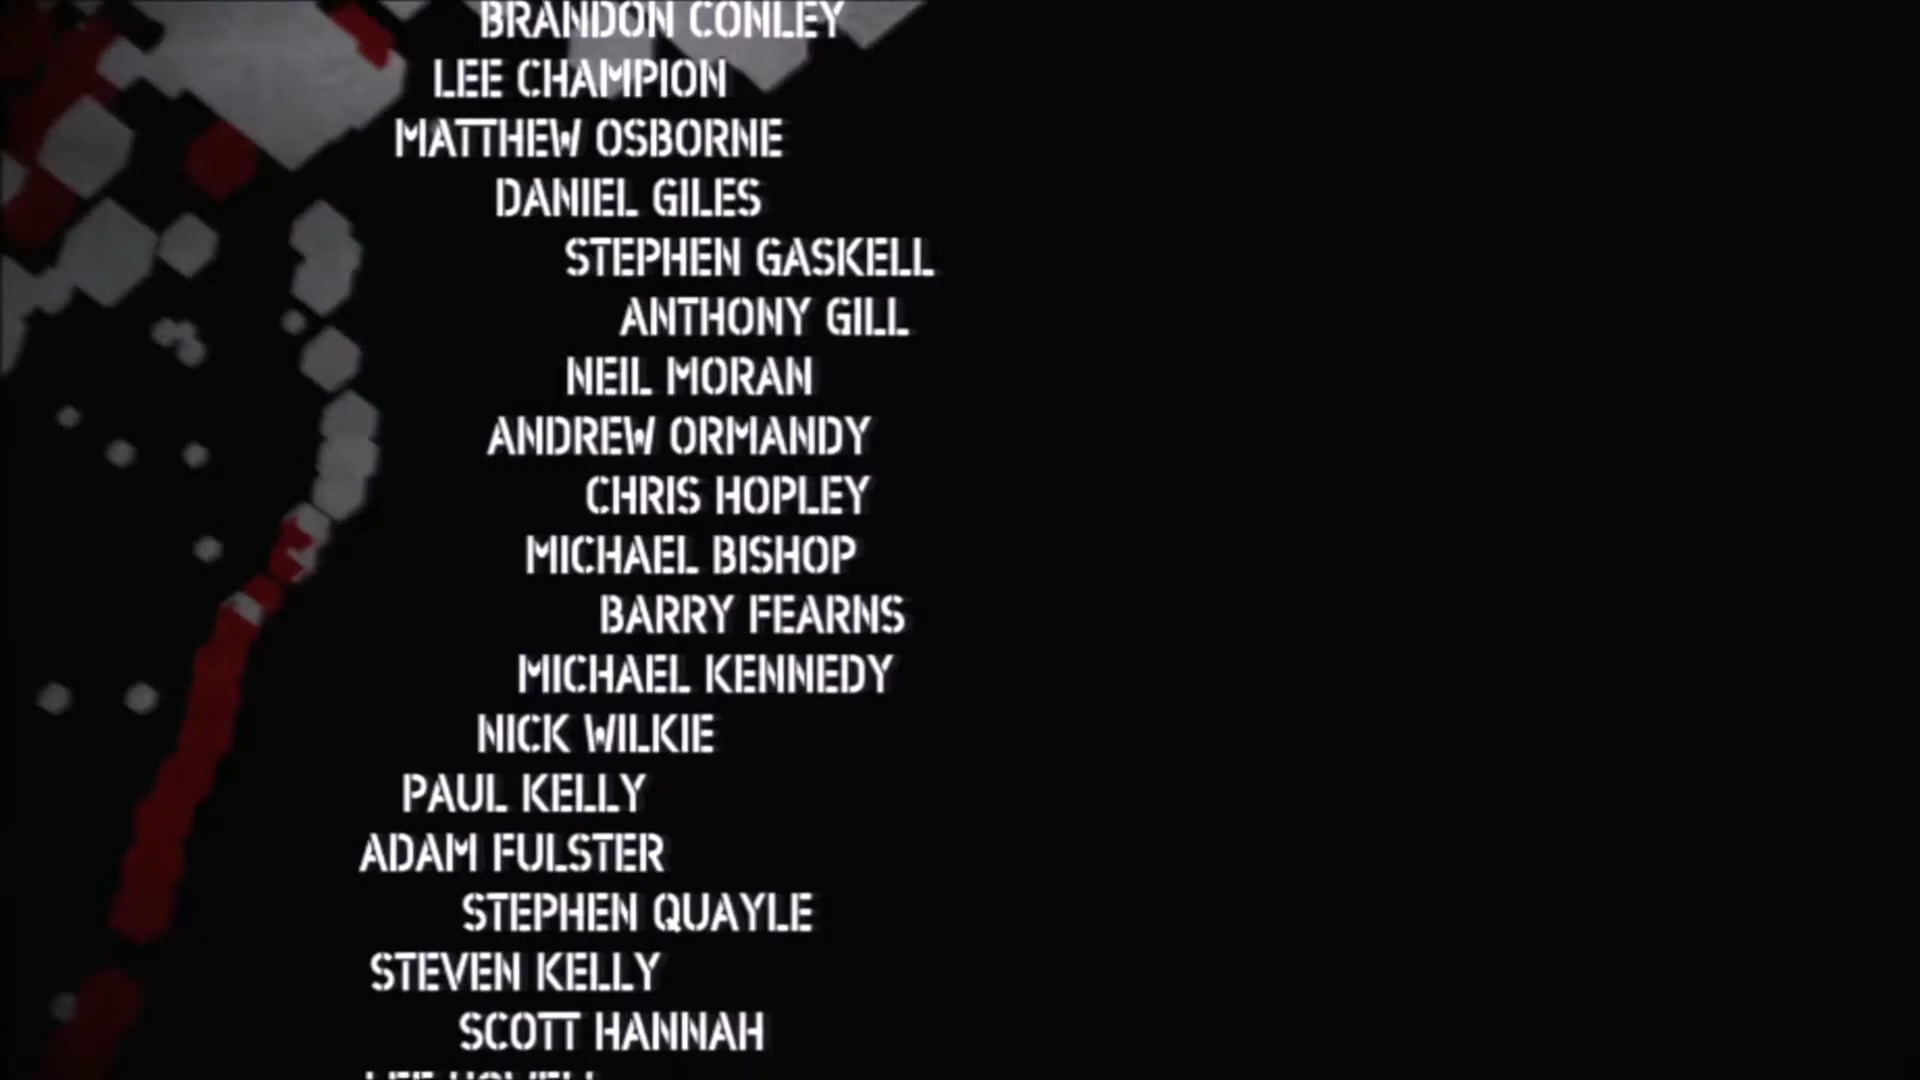 BRANDON CONLEY
LEE CHAMPION
MATTHEW OSBORNE
DANIEL GILES
STEPHEN GASKELL
ANTHONY GILL
NEIL MORAN
ANDREW ORMANDY
CHRIS HOPLEY
MICHAEL BISHOP
BARRY FEARNS
MICHAEL KENNEDY
NICK WILKIE
PAUL KELLY
ADAM FULSTER
STEPHEN QUAYLE
STEVEN KELLY
SCOTT HANNAH